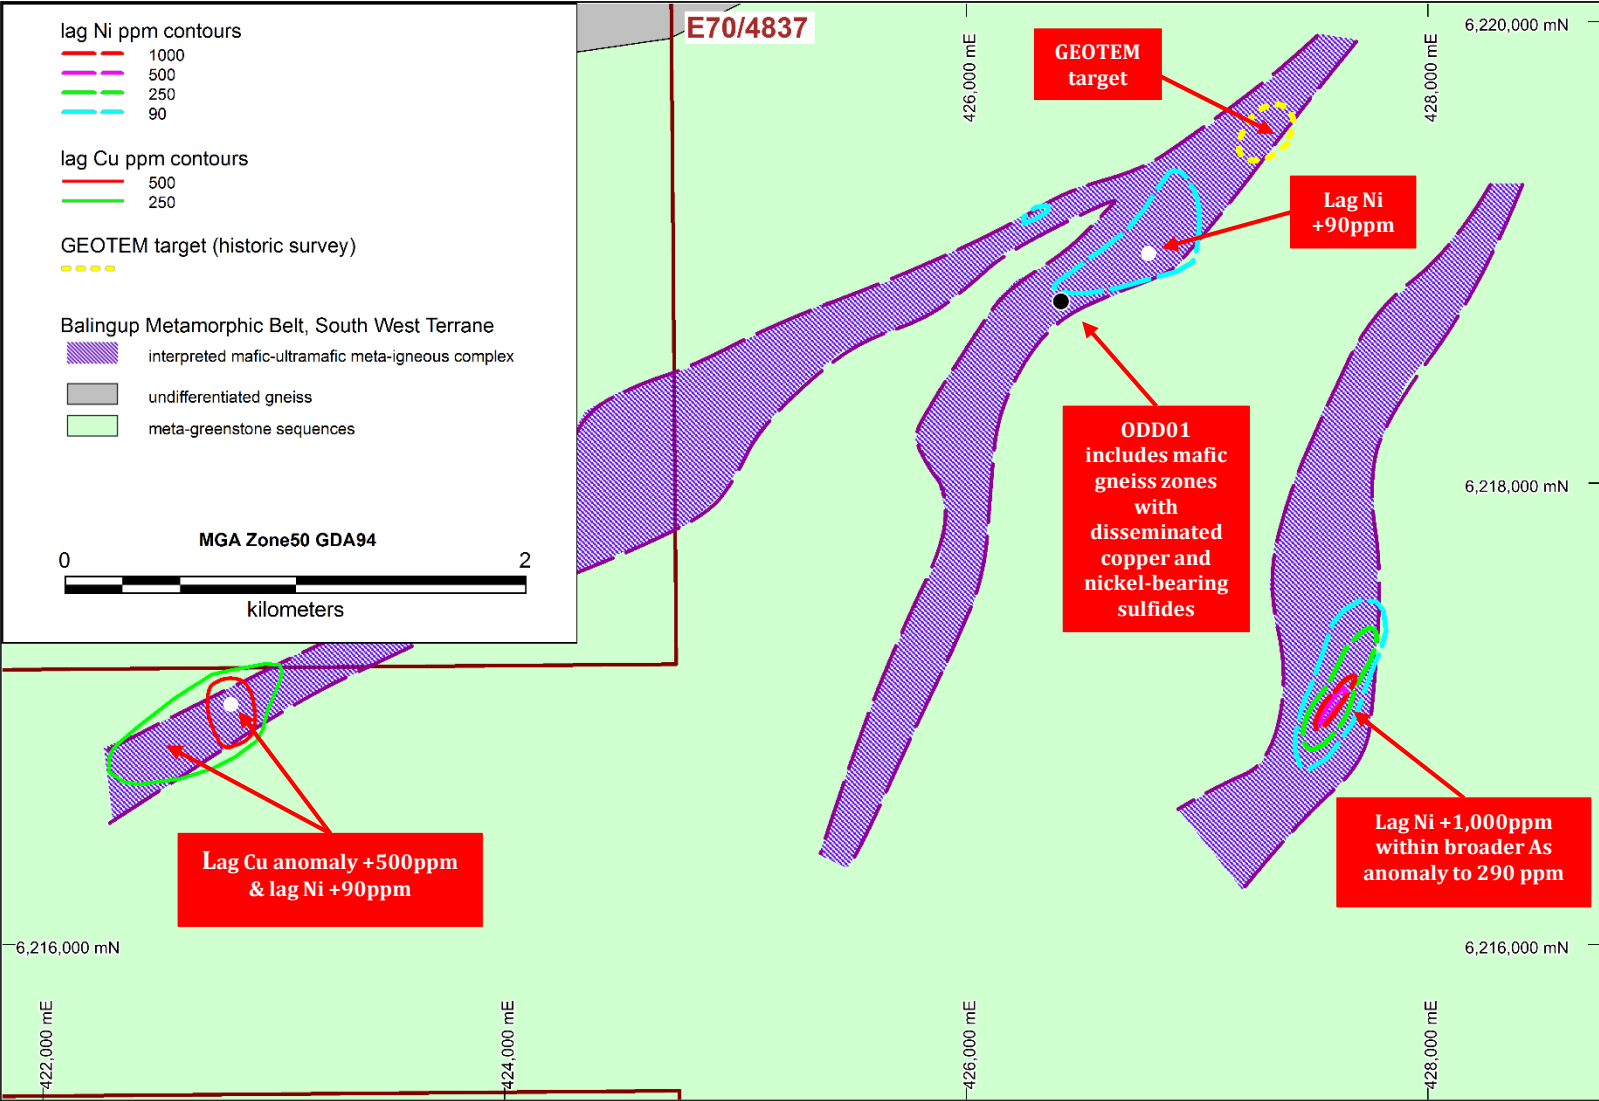 lag Ni ppm contours
1000
500
250
90
lag Cu ppm contours
500
250
GEOTEM target (historic survey)
Balingup Metamorphic Belt, South West Terrane
interpreted mafic-ultramafic meta-igneous complex
undifferentiated gneiss
meta-greenstone sequences
MGA Zone50 GDA94
0
2
kilometers
E70/4837
426,000 mE
428,000 mE
6,220,000 mN
GEOTEM
target
Lag Ni
+90ppm
ODD01
includes mafic
gneiss zones
with
disseminated
copper and
nickel-bearing
sulfides
6,218,000 mN
Lag Cu anomaly +500ppm
& lag Ni +90ppm
Lag Ni +1,000ppm
within broader As
anomaly to 290 ppm
6,216,000 mN
6,216,000 mN
422,000 mE
424,000 mE
426,000 mE
428,000 mE